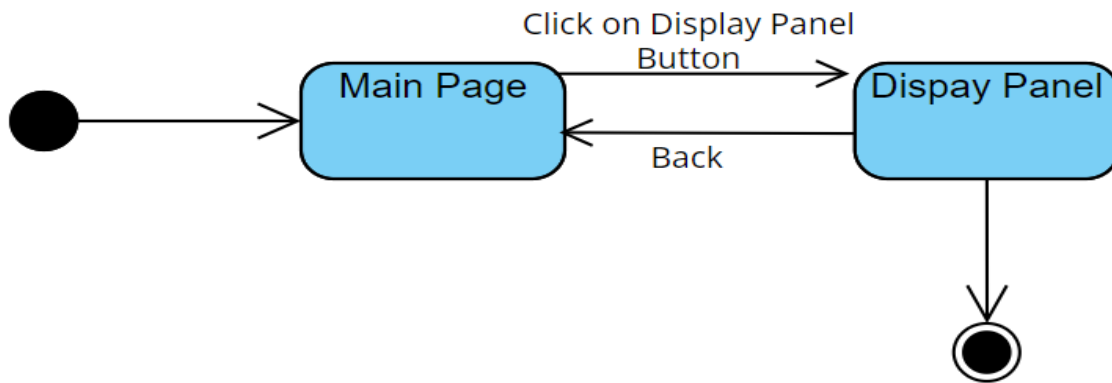 Click on Display Panel
Button
Main Page
Dispay Panel
Back